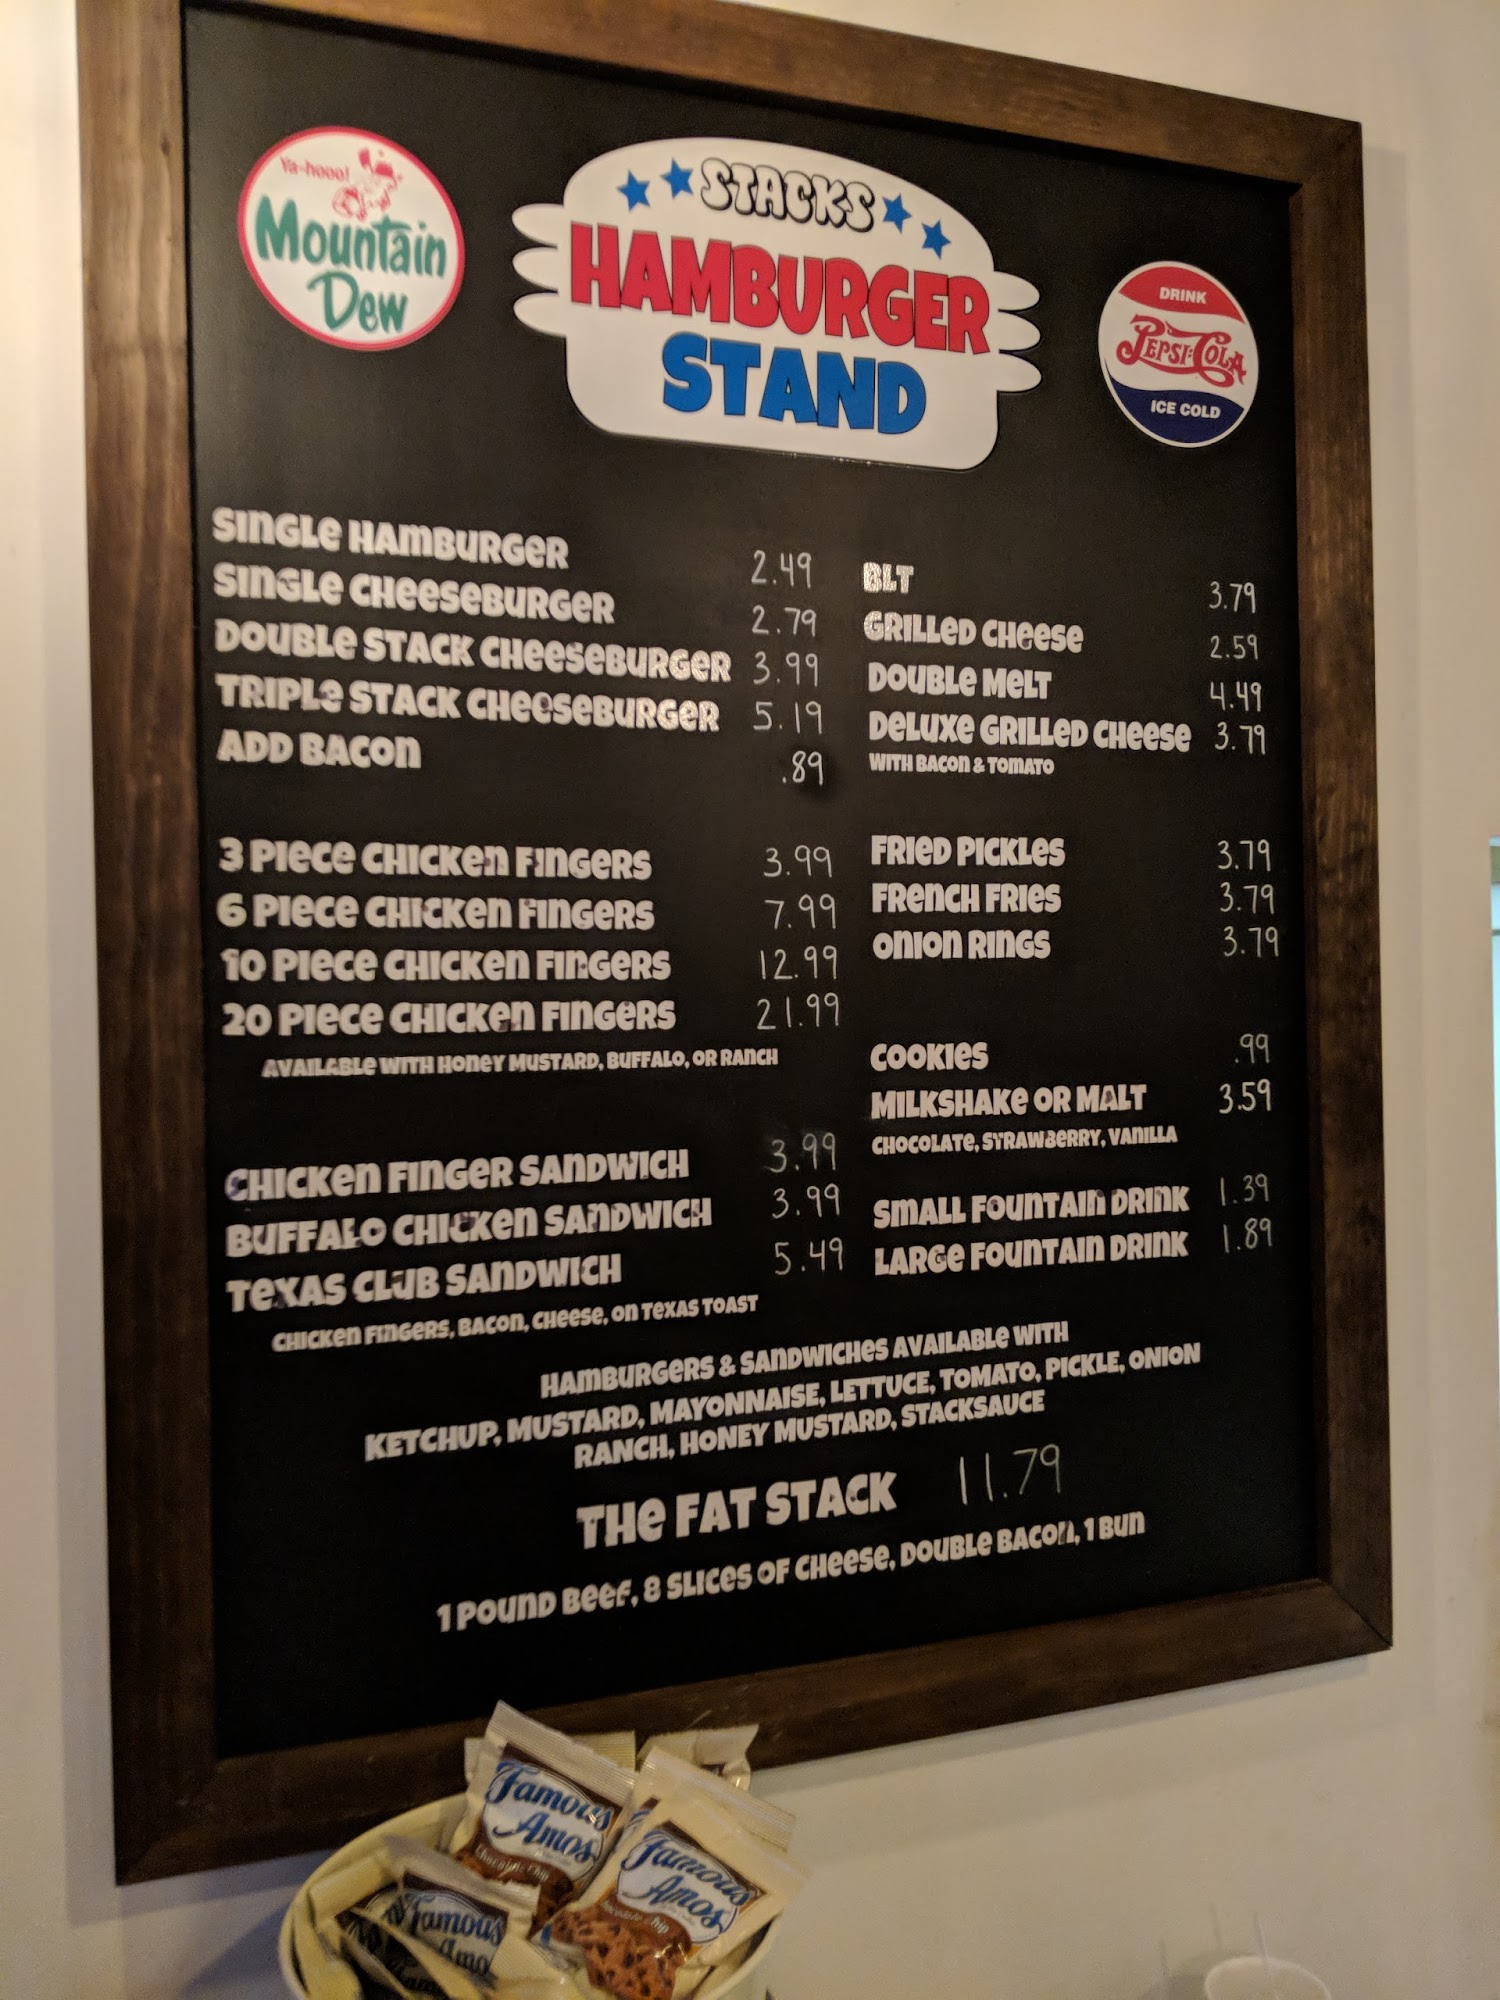 Ya-hooo!
Mountain
Dew
STACKS
HAMBURGER
STAND
DRINK
PEPSI:COLA
ICE COLD
SINGLE HAMBURGER 2.49
SINGLE CHEESEBURGER 2.79
DOUBLE STACK CHEESEBURGER 3.99
TRIPLE STACK CHEESEBURGER 5.19
ADD BACON .89
3 PIECE CHICKEN FINGERS 3.99
6 PIECE CHICKEN FINGERS 7.99
10 PIECE CHICKEN FINGERS 12.99
20 PIECE CHICKEN FINGERS 21.99
AVAILABLE WITH HONEY MUSTARD, BUFFALO, OR RANCH
CHICKEN FINGER SANDWICH 3.99
BUFFALO CHICKEN SANDWICH 3.99
TEXAS CLUB SANDWICH 5.49
CHICKEN FINGERS, BACON, CHEESE, ON TEXAS TOAST
BLT 3.79
GRILLED CHEESE 2.59
DOUBLE MELT 4.49
DELUXE GRILLED CHEESE 3.79
WITH BACON & TOMATO
FRIED PICKLES 3.79
FRENCH FRIES 3.79
ONION RINGS 3.79
COOKIES .99
MILKSHAKE OR MALT 3.59
CHOCOLATE, STRAWBERRY, VANILLA
SMALL FOUNTAIN DRINK 1.39
LARGE FOUNTAIN DRINK 1.89
HAMBURGERS & SANDWICHES AVAILABLE WITH
KETCHUP, MUSTARD, MAYONNAISE, LETTUCE, TOMATO, PICKLE, ONION
RANCH, HONEY MUSTARD, STACKSAUCE
THE FAT STACK 11.79
1 POUND BEEF, 8 SLICES OF CHEESE, DOUBLE BACON, 1 BUN
Famous
Amos
Chocolate Chip
Famous
Amos
Chocolate Chip
Famous
Amo